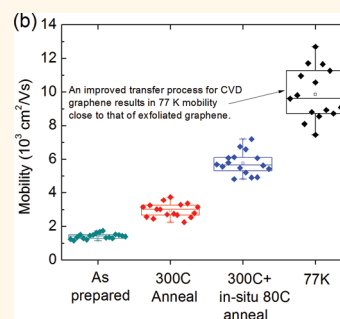 (b)
14
12
10
8
6
4
2
0
Mobility (10³ cm²/Vs)
An improved transfer process for CVD
graphene results in 77 K mobility
close to that of exfoliated graphene.
As
prepared
300C
Anneal
300C+
in-situ 80C
anneal
77K